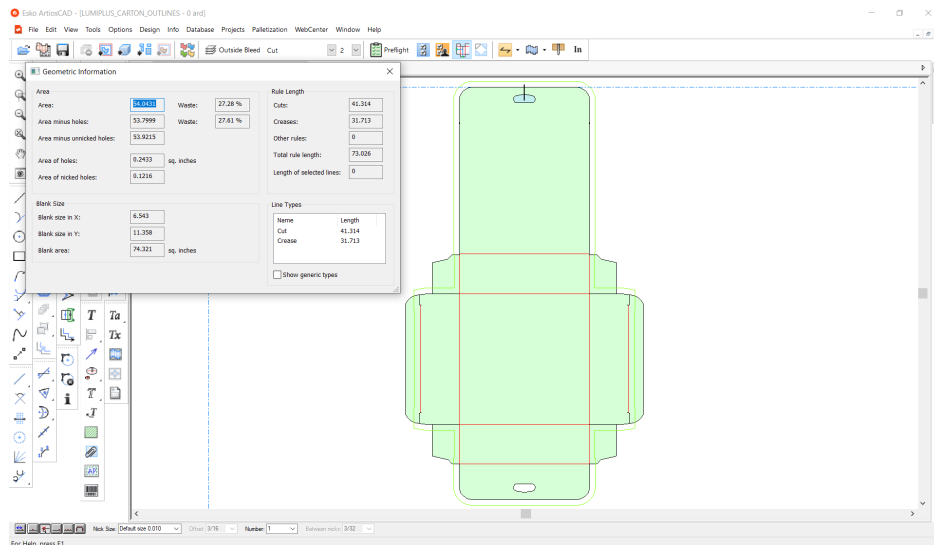 Esko ArtiosCAD - [LUMIPLUS_CARTON_OUTLINES - 0 ard]
File Edit View Tools Options Design Info Database Projects Palletization WebCenter Window Help
Outside Bleed Cut 2 Preflight In
Geometric Information
Area
Area: 54.0431 Waste: 27.28 %
Area minus holes: 53.7999 Waste: 27.61 %
Area minus unnicked holes: 53.9215
Area of holes: 0.2433 sq. inches
Area of nicked holes: 0.1216
Rule Length
Cuts: 41.314
Creases: 31.713
Other rules: 0
Total rule length: 73.026
Length of selected lines: 0
Blank Size
Blank size in X: 6.543
Blank size in Y: 11.358
Blank area: 74.321 sq. inches
Line Types
Name Length
Cut 41.314
Crease 31.713
Show generic types
T Ta
Tx
T
T
AP
Nick Size: Default size 0.010 Offset: 3/16 Number: 1 Between nicks: 3/32
For Help, press F1